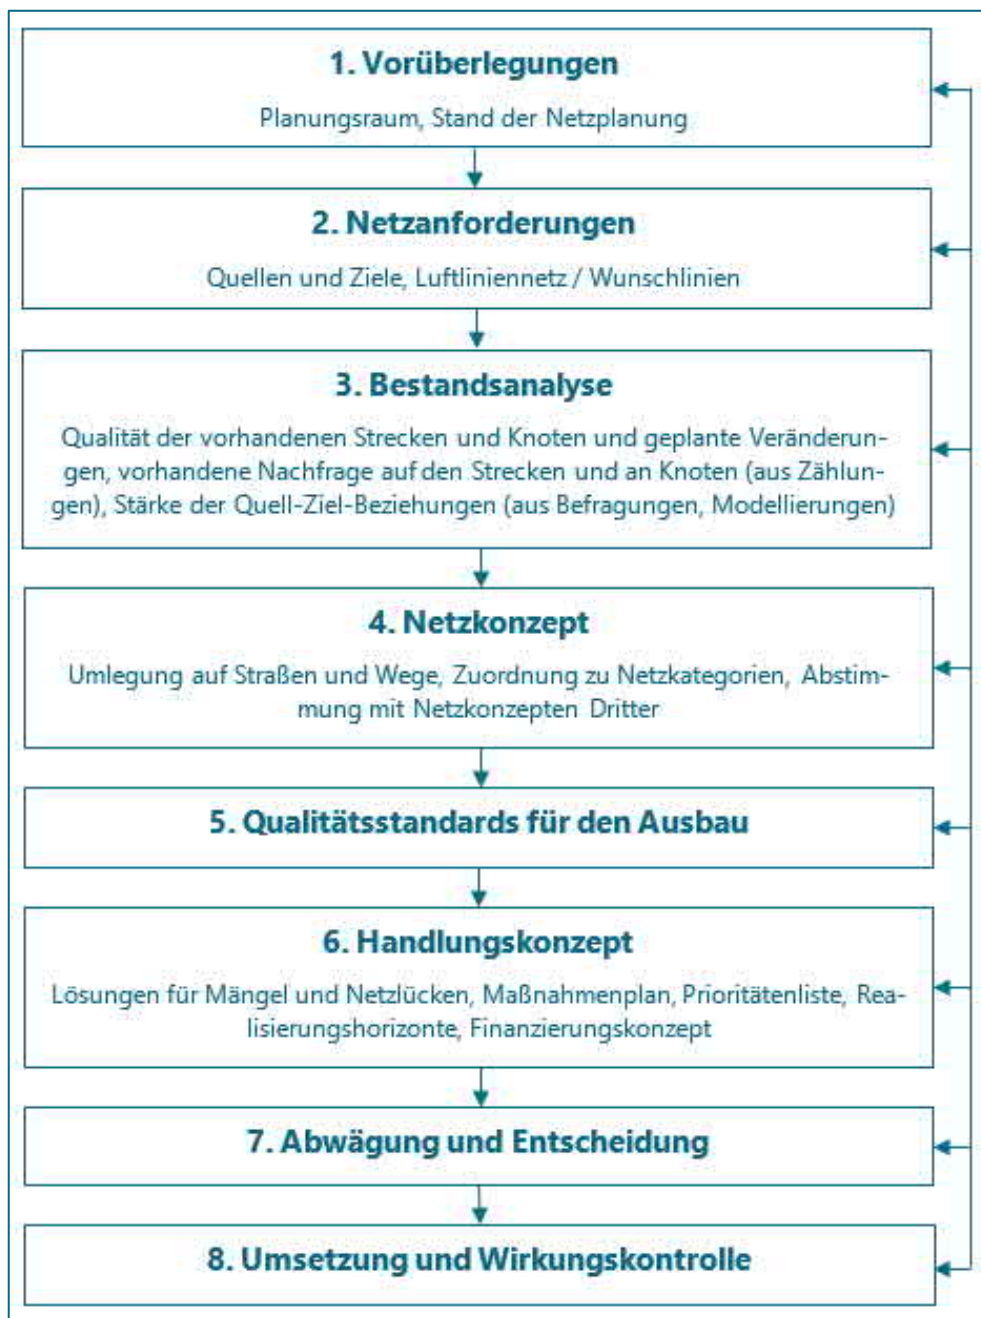 1. Vorüberlegungen
Planungsraum, Stand der Netzplanung
2. Netzanforderungen
Quellen und Ziele, Luftliniennetz / Wunschlinien
3. Bestandsanalyse
Qualität der vorhandenen Strecken und Knoten und geplante Veränderun-
gen, vorhandene Nachfrage auf den Strecken und an Knoten (aus Zählun-
gen), Stärke der Quell-Ziel-Beziehungen (aus Befragungen, Modellierungen)
4. Netzkonzept
Umlegung auf Straßen und Wege, Zuordnung zu Netzkategorien, Abstim-
mung mit Netzkonzepten Dritter
5. Qualitätsstandards für den Ausbau
6. Handlungskonzept
Lösungen für Mängel und Netzlücken, Maßnahmenplan, Prioritätenliste, Rea-
lisierungshorizonte, Finanzierungskonzept
7. Abwägung und Entscheidung
8. Umsetzung und Wirkungskontrolle